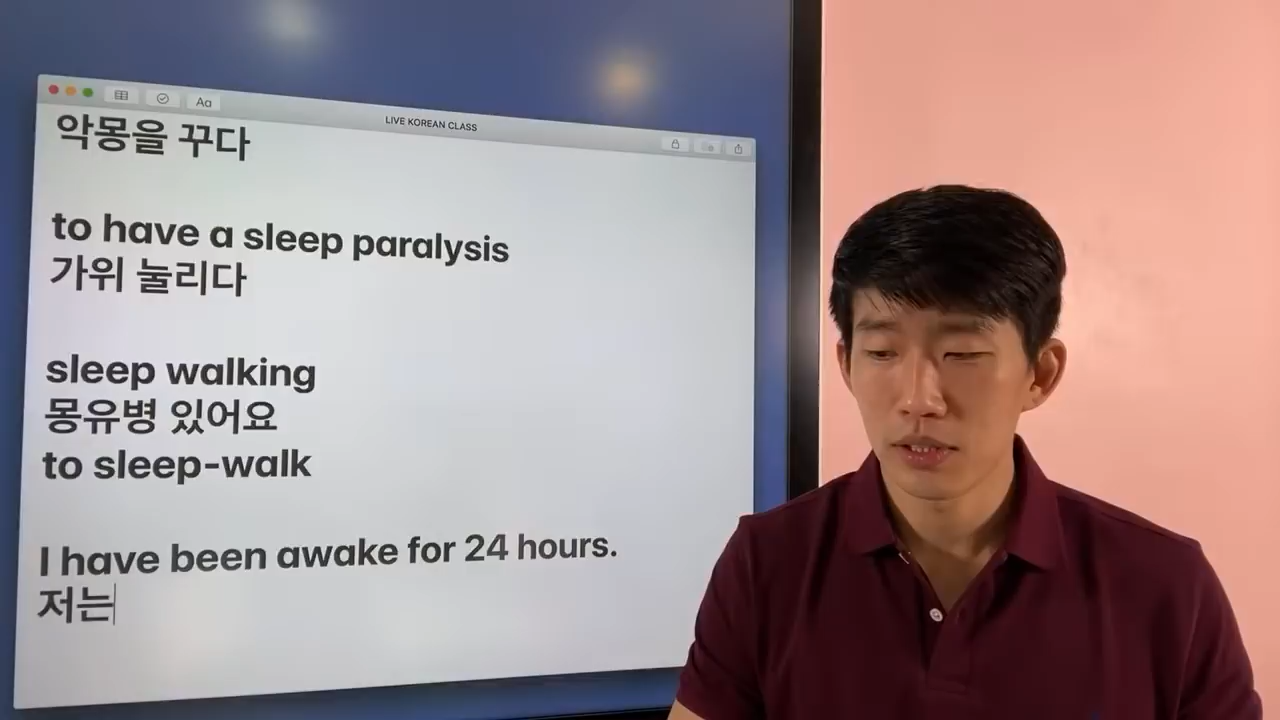 Aa
LIVE KOREAN CLASS
악몽을 꾸다
to have a sleep paralysis
가위 눌리다
sleep walking
몽유병 있어요
to sleep-walk
I have been awake for 24 hours.
저는